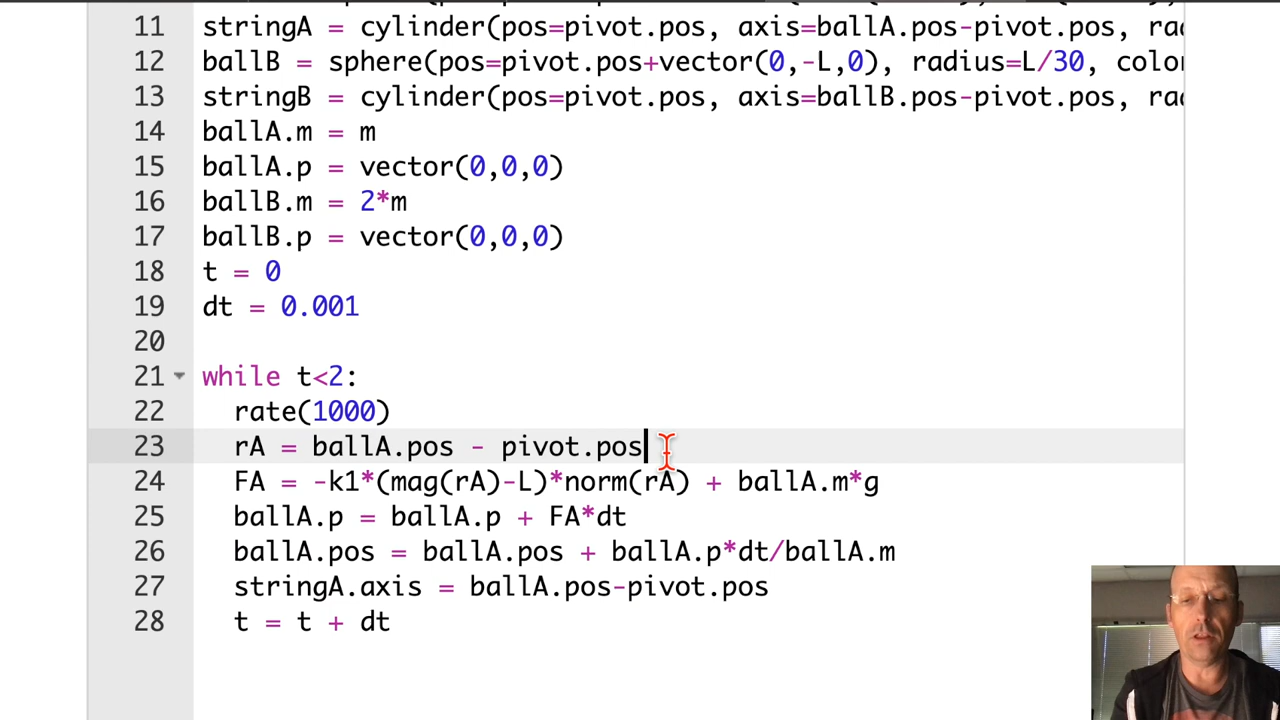 11 stringA = cylinder(pos=pivot.pos, axis=ballA.pos-pivot.pos,
12 ballB = sphere(pos=pivot.pos+vector(0,-L,0), radius=L/30,
13 stringB = cylinder(pos=pivot.pos, axis=ballB.pos-pivot.pos,
14 ballA.m = m
15 ballA.p = vector(0,0,0)
16 ballB.m = 2*m
17 ballB.p = vector(0,0,0)
18 t = 0
19 dt = 0.001
20
21 while t<2:
22 rate(1000)
23 rA = ballA.pos - pivot.pos
24 FA = -k1*(mag(rA)-L)*norm(rA) + ballA.m*g
25 ballA.p = ballA.p + FA*dt
26 ballA.pos = ballA.pos + ballA.p*dt/ballA.m
27 stringA.axis = ballA.pos-pivot.pos
28 t = t + dt